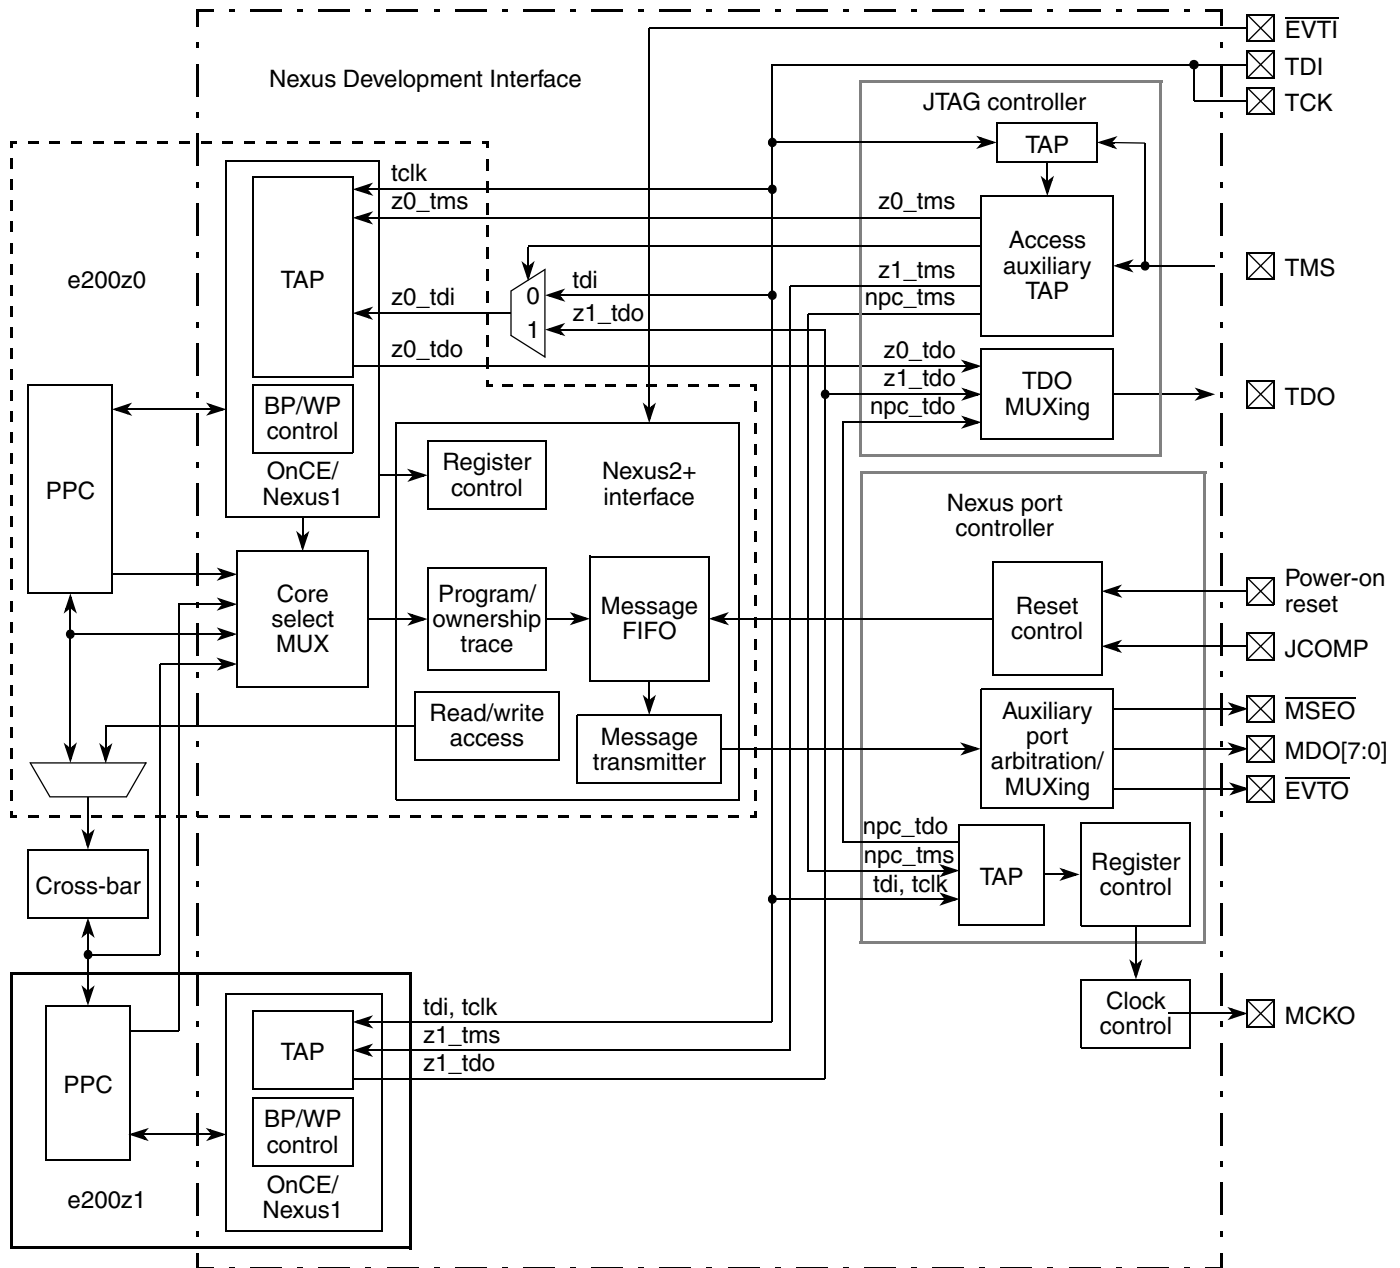 EVTI
TDI
Nexus Development Interface
JTAG controller
TCK
TAP
tclk
z0_tms
z0_tms
TAP
e200z0
Access
auxiliary
TAP
z1_tms
npc_tms
TMS
tdi
z0_tdi
0
z1_tdo
1
z0_tdo
z0_tdo
z1_tdo
npc_tdo
TDO
MUXing
TDO
BP/WP
control
OnCE/
Nexus1
PPC
Register
control
Nexus2+
interface
Nexus port
controller
Core
select
MUX
Program/
ownership
trace
Message
FIFO
Reset
control
Power-on
reset
JCOMP
Read/write
access
Message
transmitter
Auxiliary
port
arbitration/
MUXing
MSEO
MDO[7:0]
EVTO
npc_tdo
npc_tms
tdi, tclk
TAP
Register
control
Cross-bar
Clock
control
MCKO
tdi, tclk
z1_tms
z1_tdo
TAP
PPC
BP/WP
control
OnCE/
Nexus1
e200z1